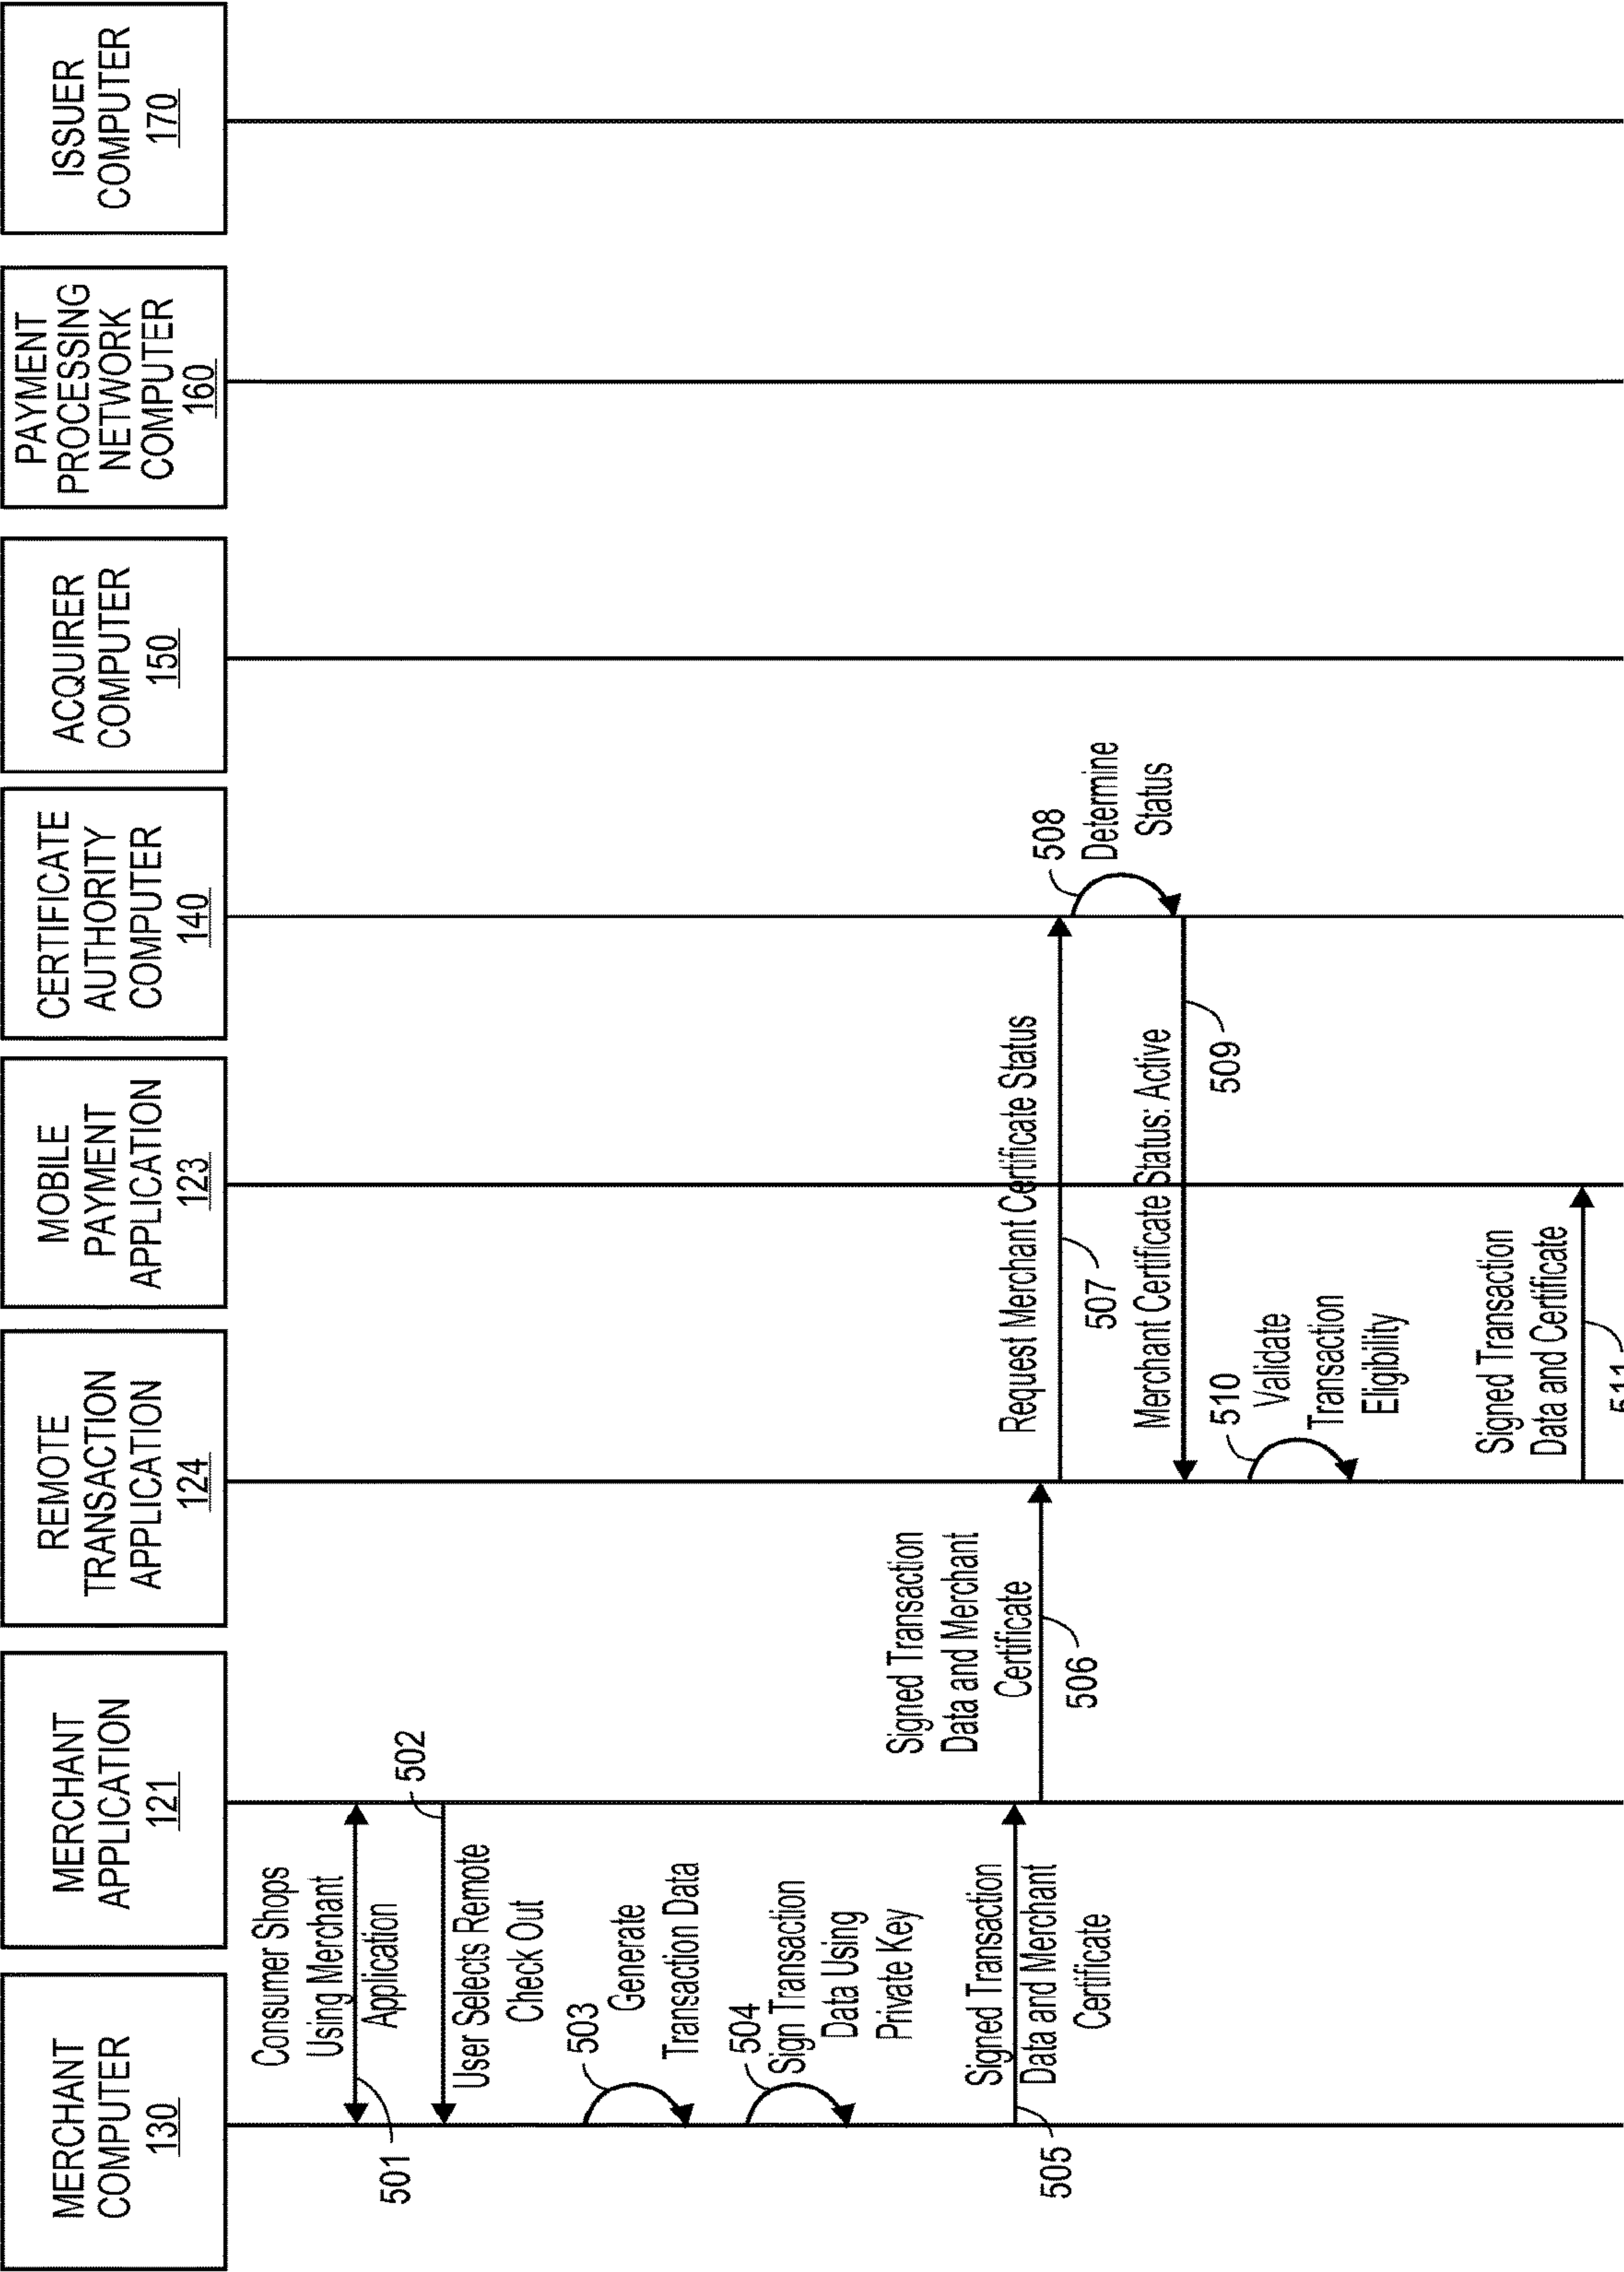 MERCHANT
COMPUTER
130
MERCHANT
APPLICATION
121
REMOTE
TRANSACTION
APPLICATION
124
MOBILE
PAYMENT
APPLICATION
123
CERTIFICATE
AUTHORITY
COMPUTER
140
ACQUIRER
COMPUTER
150
PAYMENT
PROCESSING
NETWORK
COMPUTER
160
ISSUER
COMPUTER
170
Consumer Shops
Using Merchant
Application
501
502
User Selects Remote
Check Out
503
Generate
Transaction Data
504
Sign Transaction
Data Using
Private Key
Signed Transaction
Data and Merchant
Certificate
505
Signed Transaction
Data and Merchant
Certificate
506
Request Merchant Certificate Status
507
508
Determine
Status
Merchant Certificate Status: Active
509
510
Validate
Transaction
Eligibility
Signed Transaction
Data and Certificate
511